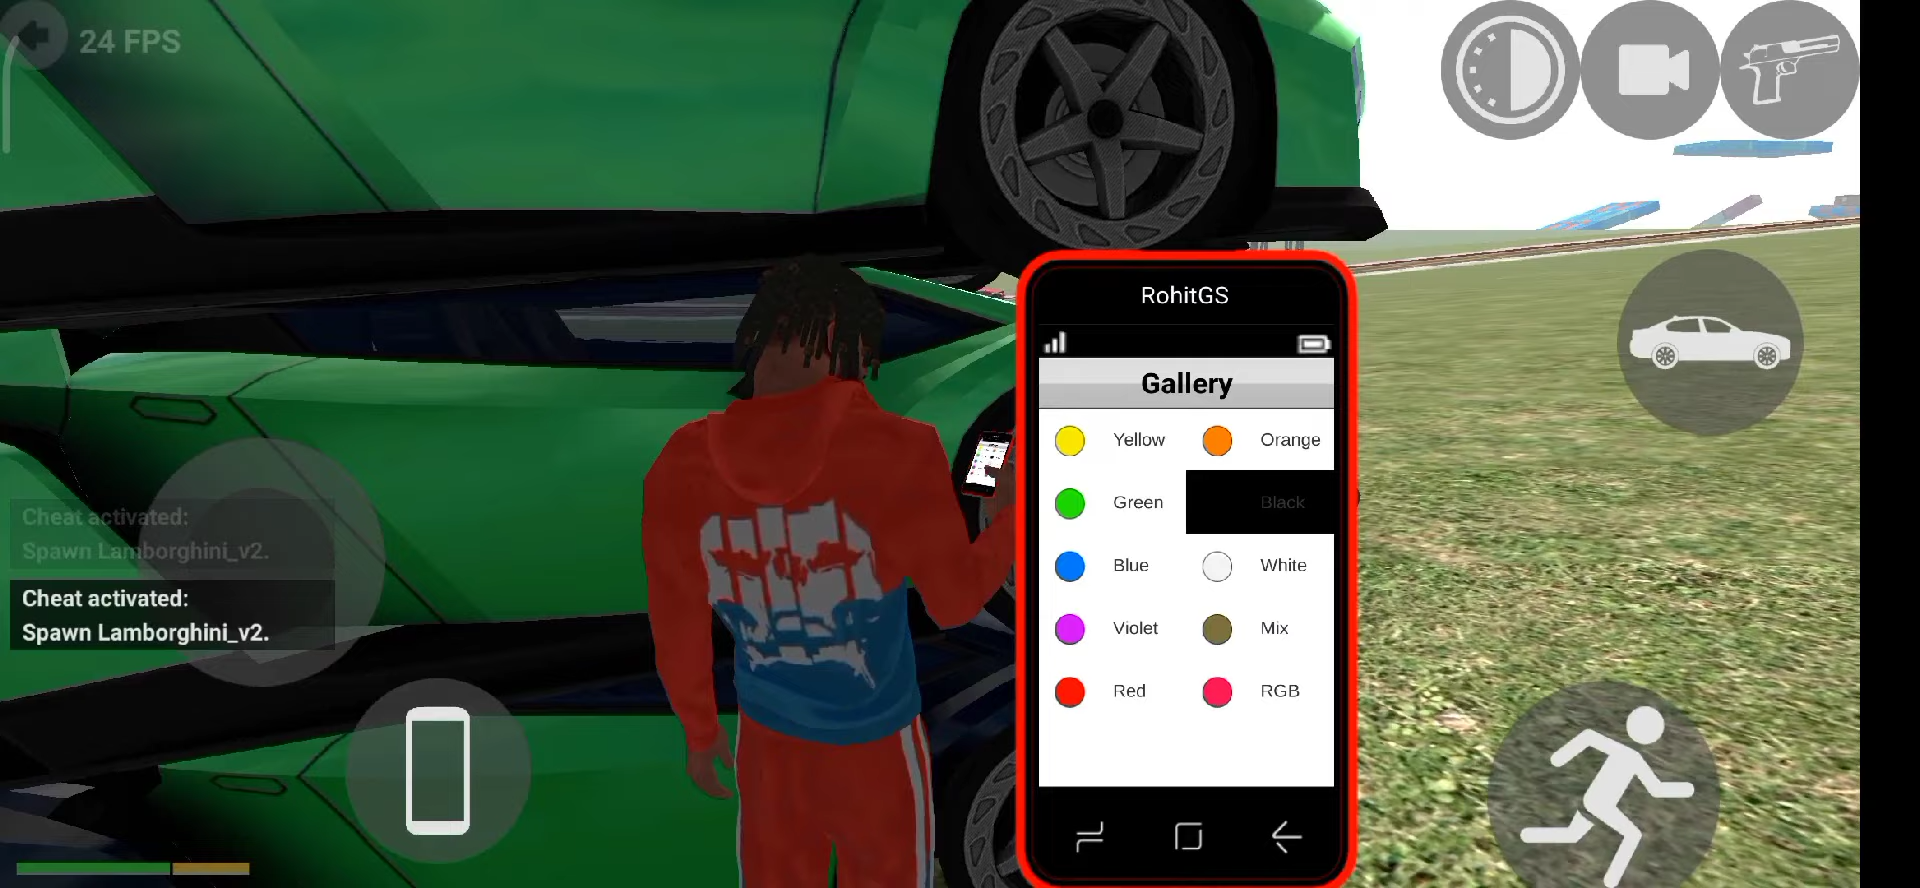 24 FPS
RohitGS
Gallery
Yellow
Orange
Green
Black
Blue
White
Violet
Mix
Red
RGB
Cheat activated:
Spawn Lamborghini_v2.
Cheat activated:
Spawn Lamborghini_v2.